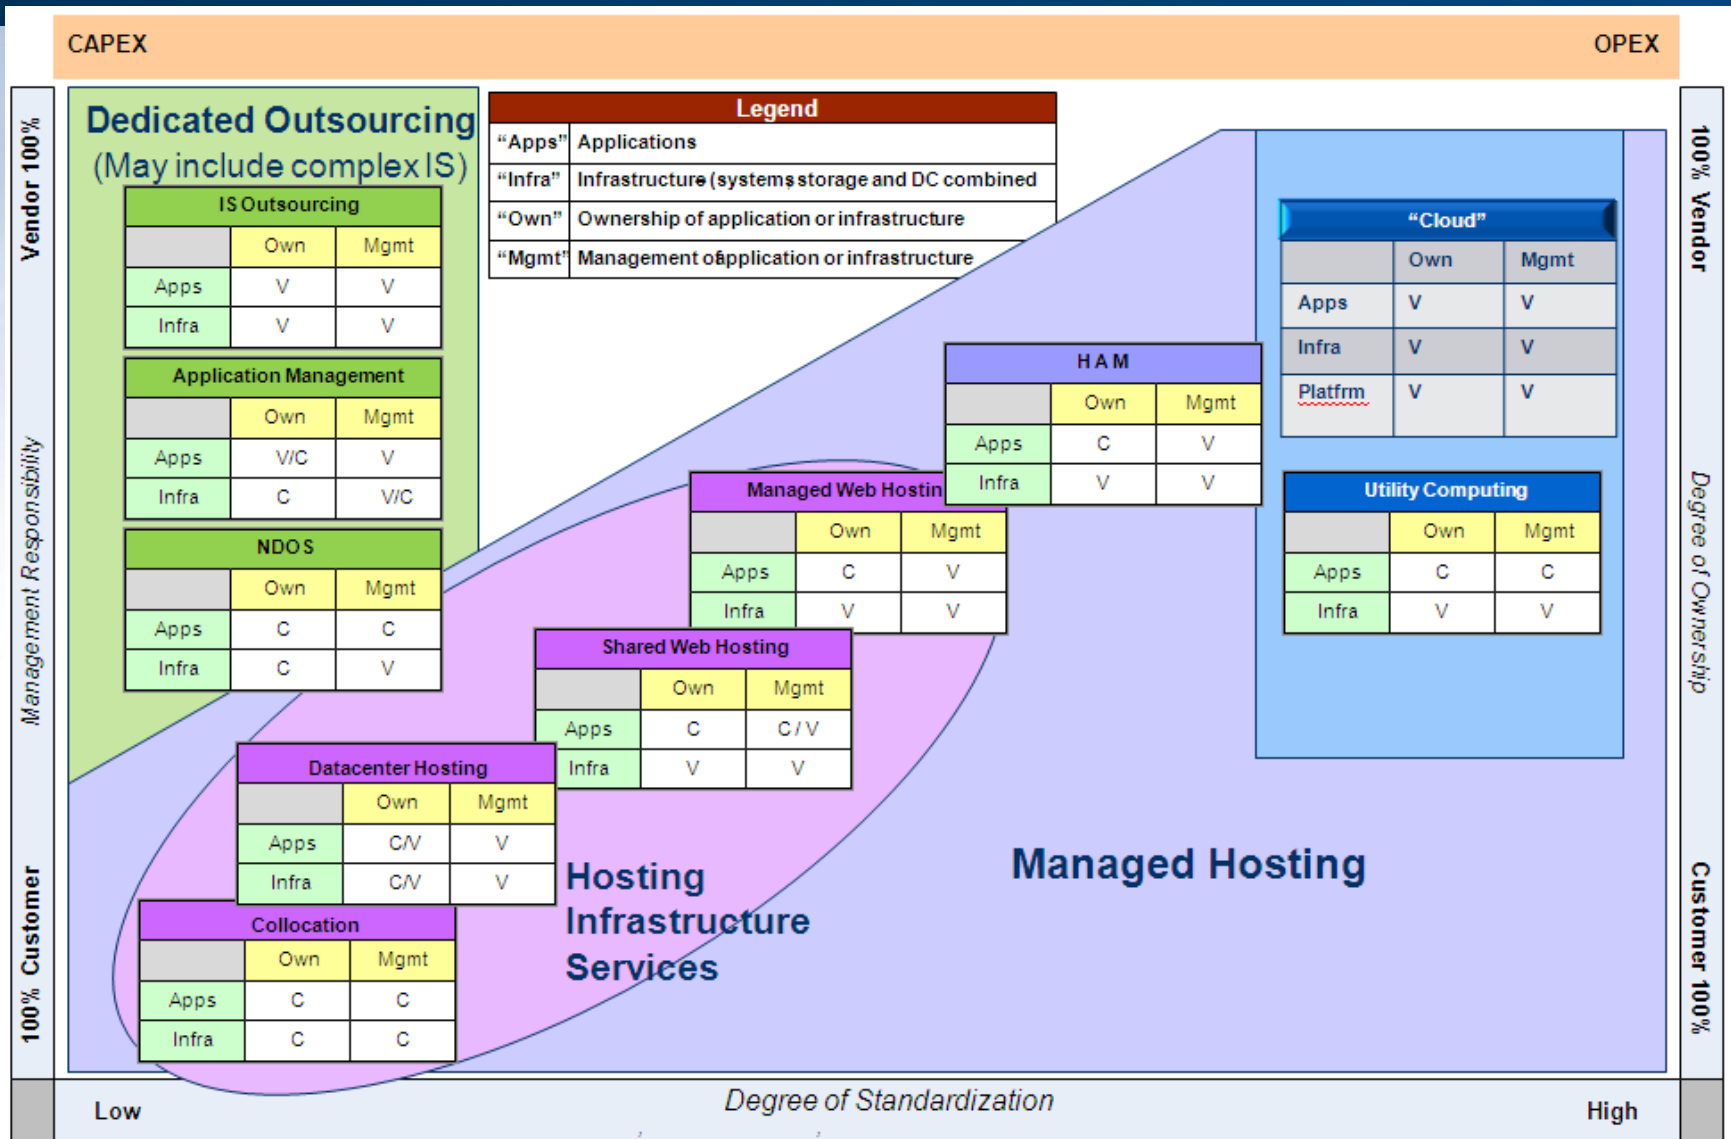 CAPEX OPEX
Vendor 100%
Management Responsibility
100% Customer
Dedicated Outsourcing
(May include complex IS)
IS Outsourcing
Own Mgmt
Apps V V
Infra V V
Application Management
Own Mgmt
Apps V/C V
Infra C V/C
NDOS
Own Mgmt
Apps C C
Infra C V
Legend
"Apps" Applications
"Infra" Infrastructure (systems storage and DC combined
"Own" Ownership of application or infrastructure
"Mgmt" Management of application or infrastructure
"Cloud"
Own Mgmt
Apps V V
Infra V V
Platfrm V V
HAM
Own Mgmt
Apps C V
Infra V V
Managed Web Hostin
Own Mgmt
Apps C V
Infra V V
Utility Computing
Own Mgmt
Apps C C
Infra V V
Shared Web Hosting
Own Mgmt
Apps C C / V
Infra V V
Datacenter Hosting
Own Mgmt
Apps C/V V
Infra C/V V
Collocation
Own Mgmt
Apps C C
Infra C C
Hosting
Infrastructure
Services
Managed Hosting
100% Vendor
Degree of Ownership
Customer 100%
Low Degree of Standardization High